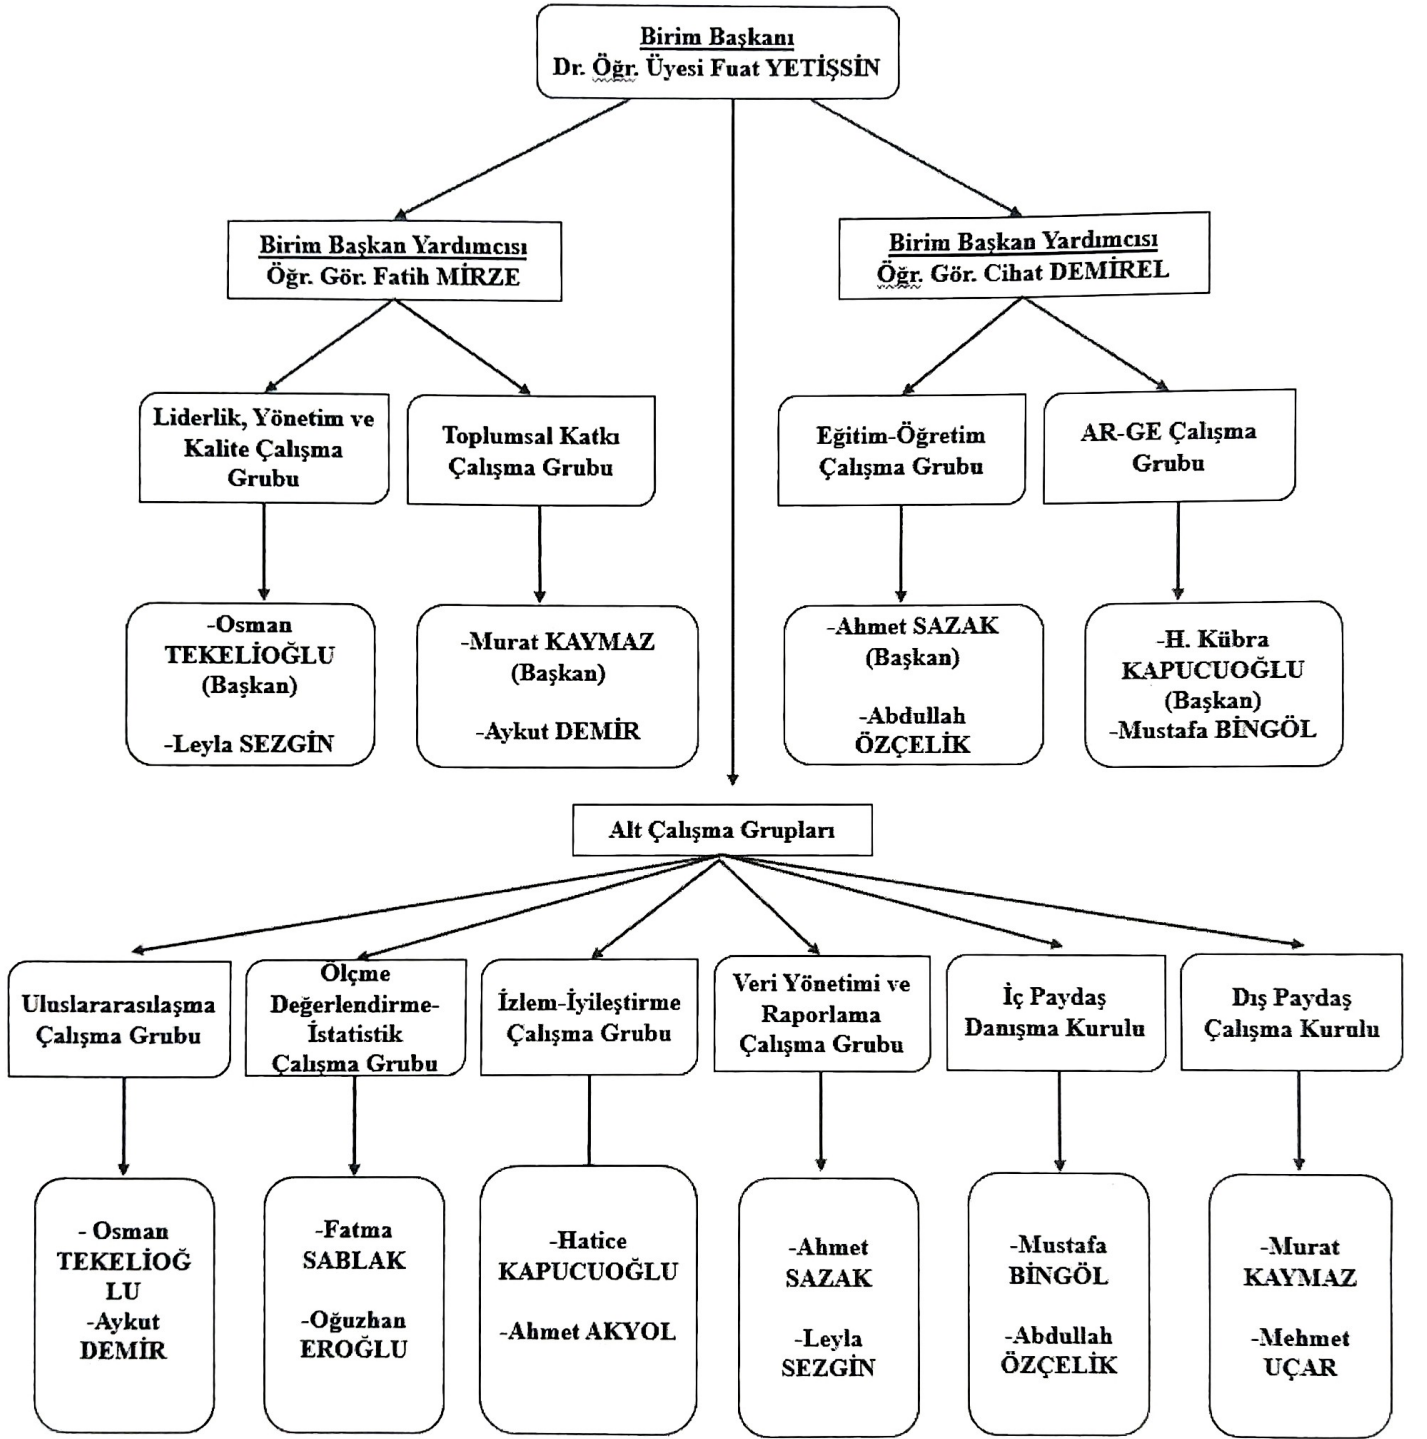 Birim Başkanı
Dr. Öğr. Üyesi Fuat YETİŞSİN
Birim Başkan Yardımcısı
Öğr. Gör. Fatih MİRZE
Birim Başkan Yardımcısı
Öğr. Gör. Cihat DEMİREL
Liderlik, Yönetim ve
Kalite Çalışma
Grubu
Toplumsal Katkı
Çalışma Grubu
Eğitim-Öğretim
Çalışma Grubu
AR-GE Çalışma
Grubu
-Osman
TEKELİOĞLU
(Başkan)
-Leyla SEZGİN
-Murat KAYMAZ
(Başkan)
-Aykut DEMİR
-Ahmet SAZAK
(Başkan)
-Abdullah
ÖZÇELİK
-H. Kübra
KAPUCUOĞLU
(Başkan)
-Mustafa BİNGÖL
Alt Çalışma Grupları
Uluslararasılaşma
Çalışma Grubu
Ölçme
Değerlendirme-
İstatistik
Çalışma Grubu
İzlem-İyileştirme
Çalışma Grubu
Veri Yönetimi ve
Raporlama
Çalışma Grubu
İç Paydaş
Danışma Kurulu
Dış Paydaş
Çalışma Kurulu
- Osman
TEKELİOĞ
LU
-Aykut
DEMİR
-Fatma
SABLAK
-Oğuzhan
EROĞLU
-Hatice
KAPUCUOĞLU
-Ahmet AKYOL
-Ahmet
SAZAK
-Leyla
SEZGİN
-Mustafa
BİNGÖL
-Abdullah
ÖZÇELİK
-Murat
KAYMAZ
-Mehmet
UÇAR